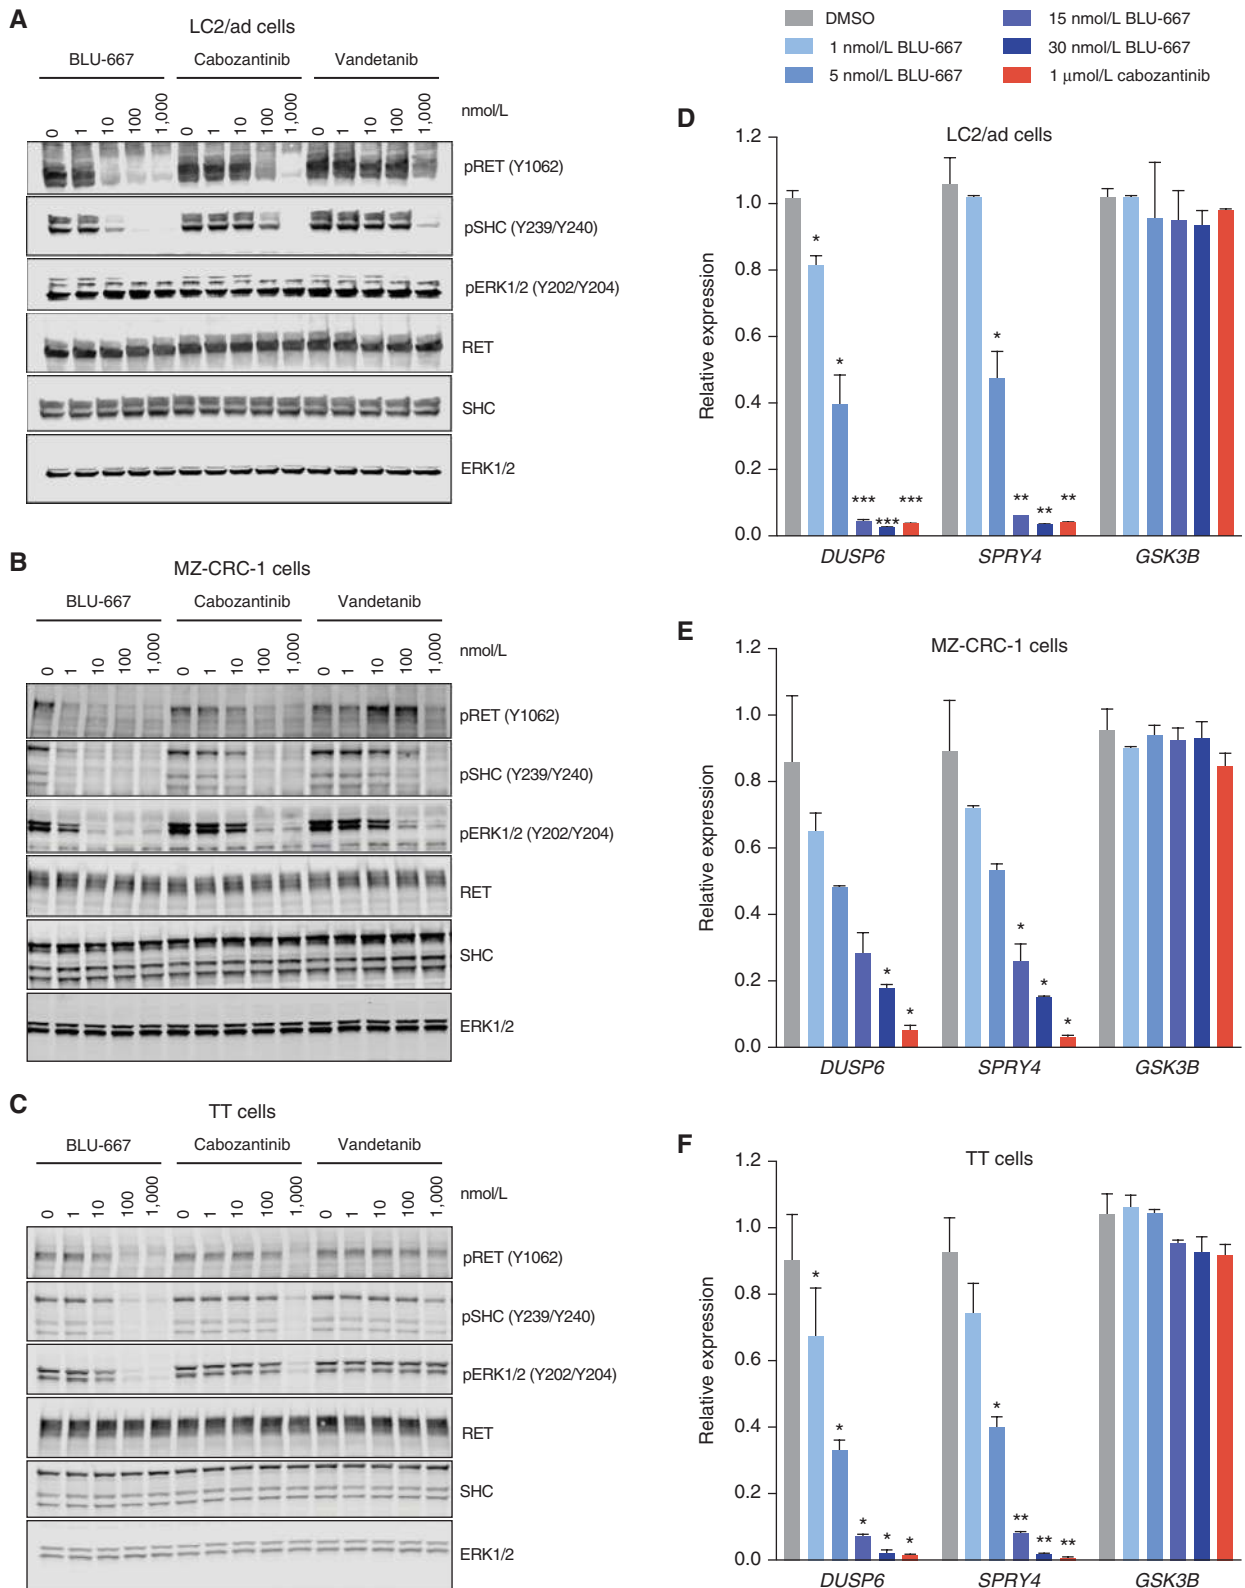 A
LC2/ad cells
BLU-667 Cabozantinib Vandetanib
0 1 10 100 1,000 0 1 10 100 1,000 0 1 10 100 1,000 nmol/L
pRET (Y1062)
pSHC (Y239/Y240)
pERK1/2 (Y202/Y204)
RET
SHC
ERK1/2
B
MZ-CRC-1 cells
BLU-667 Cabozantinib Vandetanib
0 1 10 100 1,000 0 1 10 100 1,000 0 1 10 100 1,000 nmol/L
pRET (Y1062)
pSHC (Y239/Y240)
pERK1/2 (Y202/Y204)
RET
SHC
ERK1/2
C
TT cells
BLU-667 Cabozantinib Vandetanib
0 1 10 100 1,000 0 1 10 100 1,000 0 1 10 100 1,000 nmol/L
pRET (Y1062)
pSHC (Y239/Y240)
pERK1/2 (Y202/Y204)
RET
SHC
ERK1/2
DMSO
1 nmol/L BLU-667
5 nmol/L BLU-667
15 nmol/L BLU-667
30 nmol/L BLU-667
1 μmol/L cabozantinib
D
LC2/ad cells
Relative expression
1.2
1.0
0.8
0.6
0.4
0.2
0.0
* * *** *** ***
* ** ** **
DUSP6 SPRY4 GSK3B
E
MZ-CRC-1 cells
Relative expression
1.2
1.0
0.8
0.6
0.4
0.2
0.0
* *
* * *
DUSP6 SPRY4 GSK3B
F
TT cells
Relative expression
1.2
1.0
0.8
0.6
0.4
0.2
0.0
* * * * *
* ** ** **
DUSP6 SPRY4 GSK3B